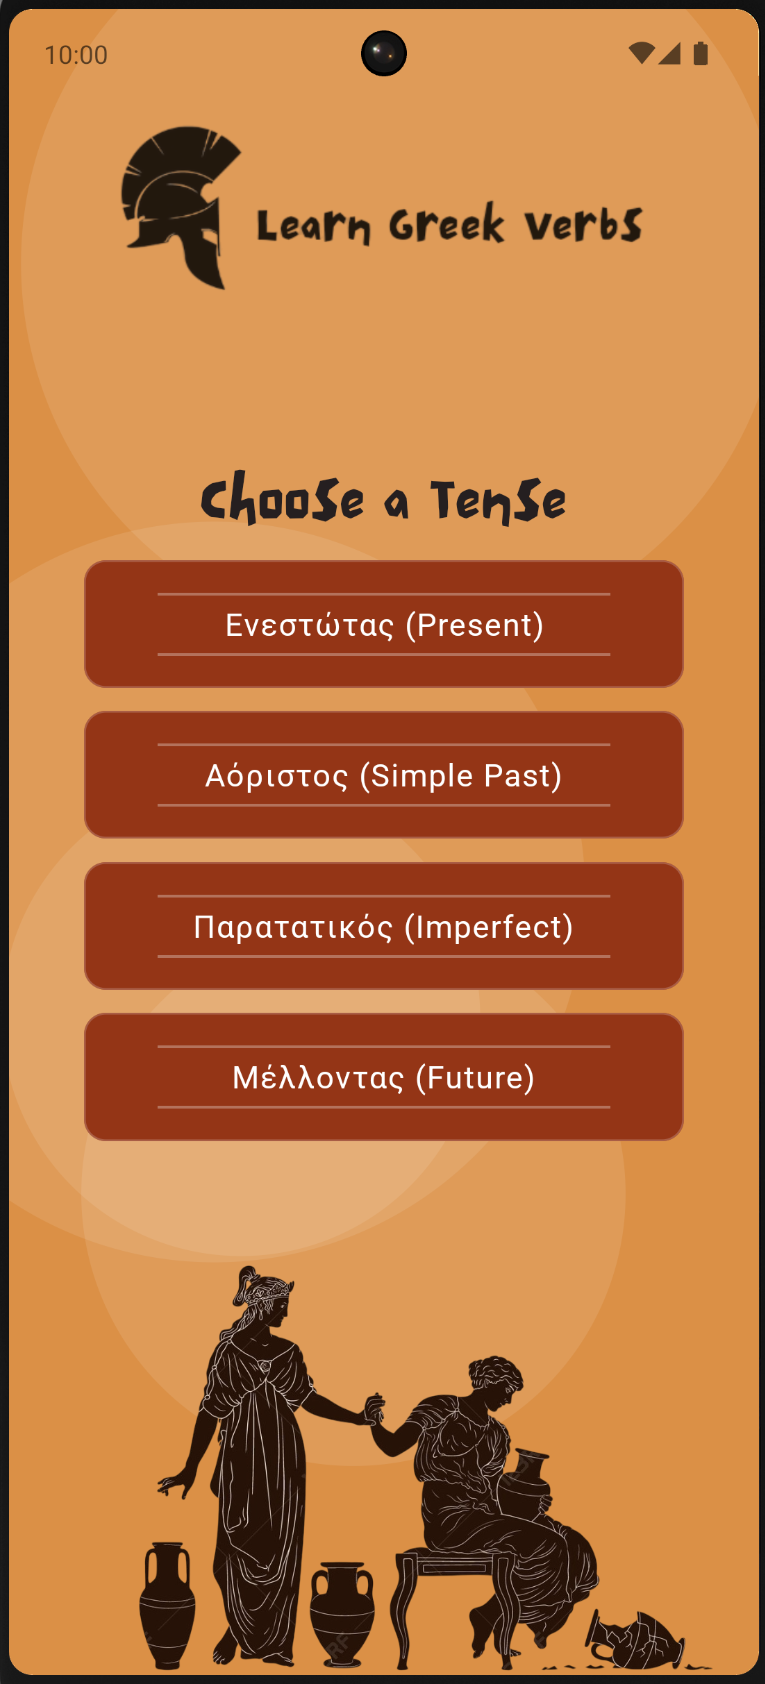 10:00
Learn Greek Verbs
Choose a Tense
Ενεστώτας (Present)
Αόριστος (Simple Past)
Παρατατικός (Imperfect)
Μέλλοντας (Future)